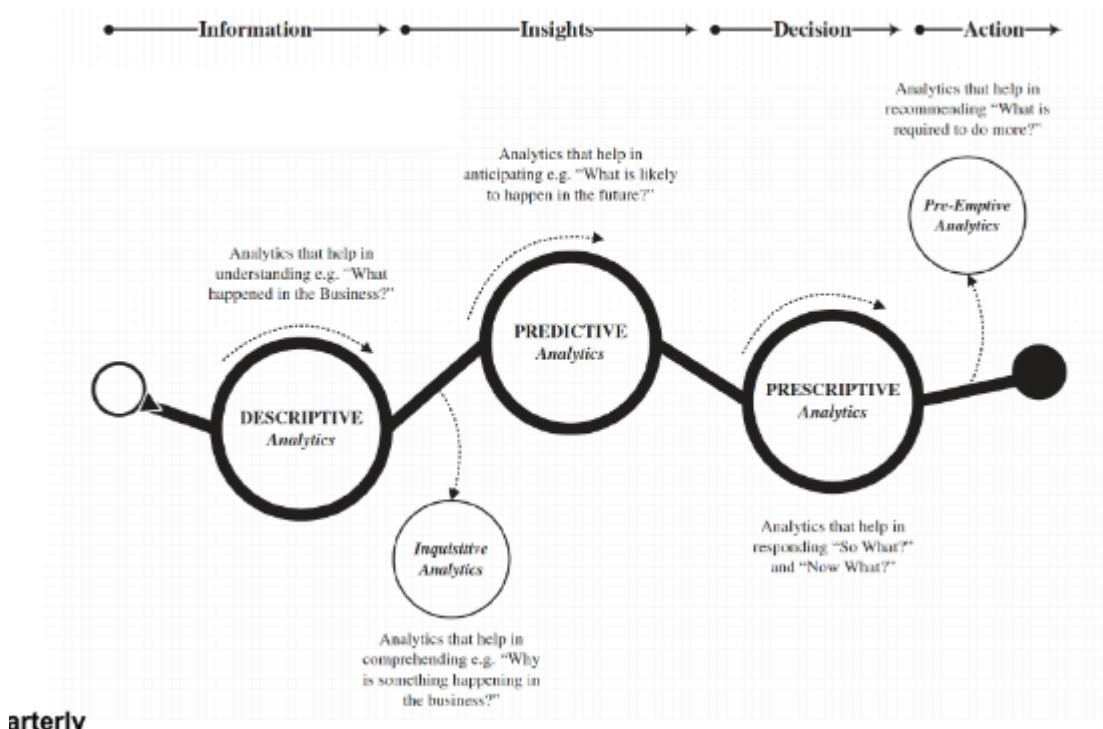 Information Insights Decision Action
Analytics that help in
recommending “What is
required to do more?”
Pre-Emptive
Analytics
Analytics that help in
anticipating e.g. “What is likely
to happen in the future?”
Analytics that help in
understanding e.g. “What
happened in the Business?”
PREDICTIVE
Analytics
DESCRIPTIVE
Analytics
PRESCRIPTIVE
Analytics
Inquisitive
Analytics
Analytics that help in
responding “So What?”
and “Now What?”
Analytics that help in
comprehending e.g. “Why
is something happening in
the business?”
arterly